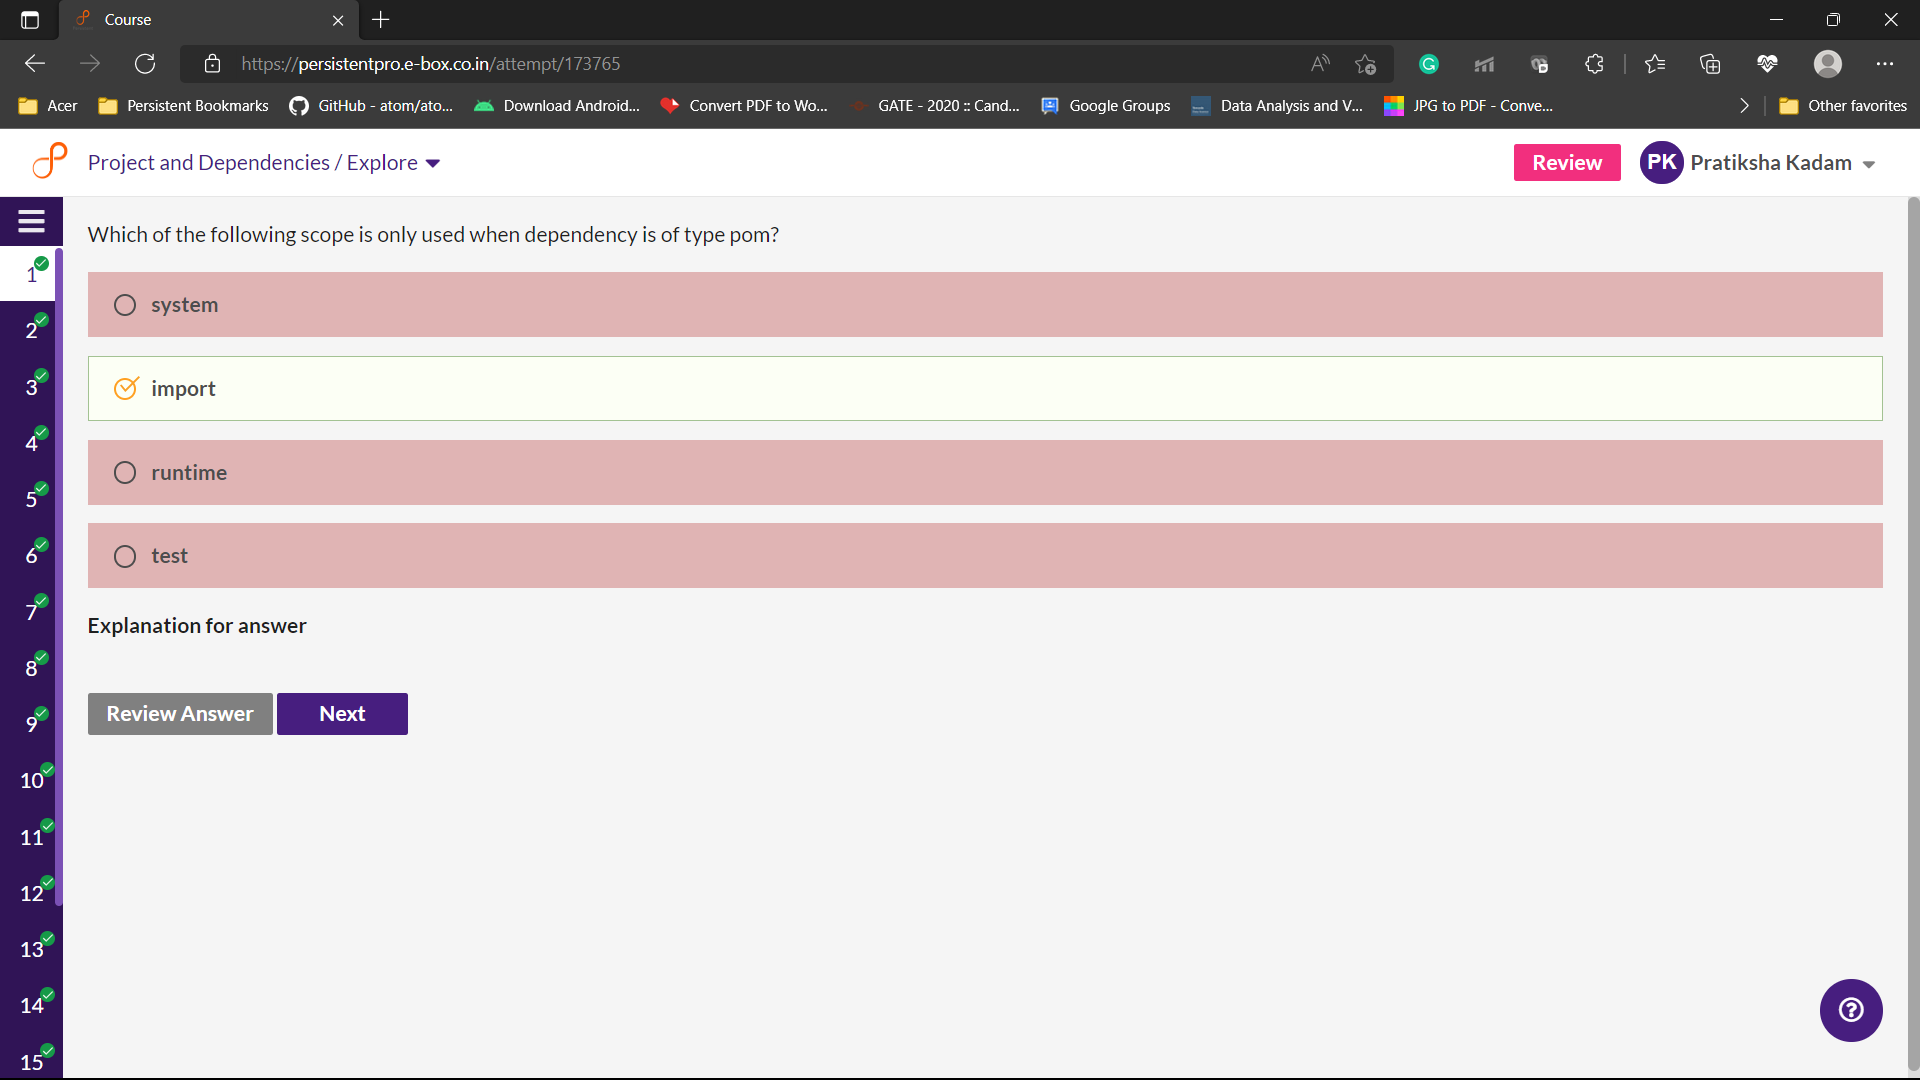 Course
https://persistentpro.e-box.co.in/attempt/173765
Acer
Persistent Bookmarks
GitHub - atom/ato...
Download Android...
Convert PDF to Wo...
GATE - 2020 :: Cand...
Google Groups
Data Analysis and V...
JPG to PDF - Conve...
Other favorites
Project and Dependencies / Explore
Review
PK
Pratiksha Kadam
Which of the following scope is only used when dependency is of type pom?
system
import
runtime
test
Explanation for answer
Review Answer
Next
1
2
3
4
5
6
7
8
9
10
11
12
13
14
15